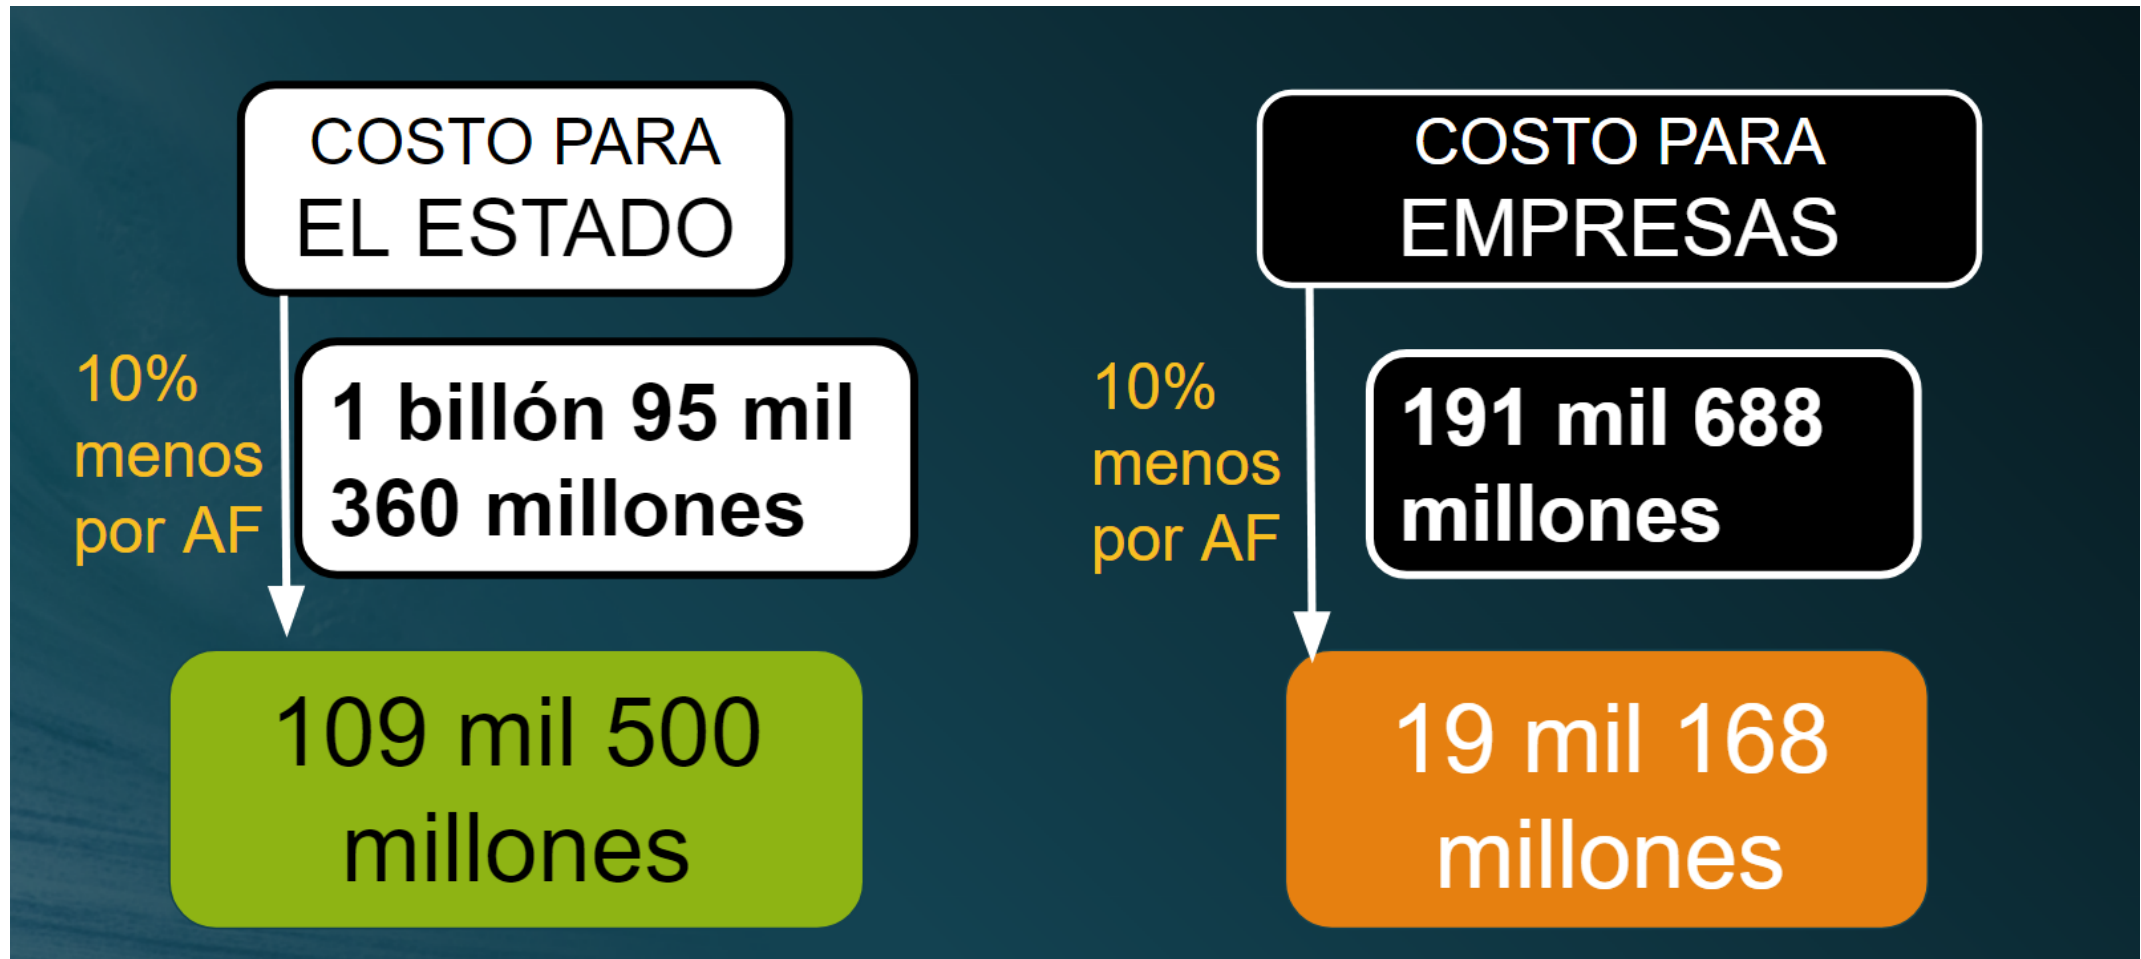 COSTO PARA
EL ESTADO
10%
menos
por AF
1 billón 95 mil
360 millones
109 mil 500
millones
COSTO PARA
EMPRESAS
10%
menos
por AF
191 mil 688
millones
19 mil 168
millones